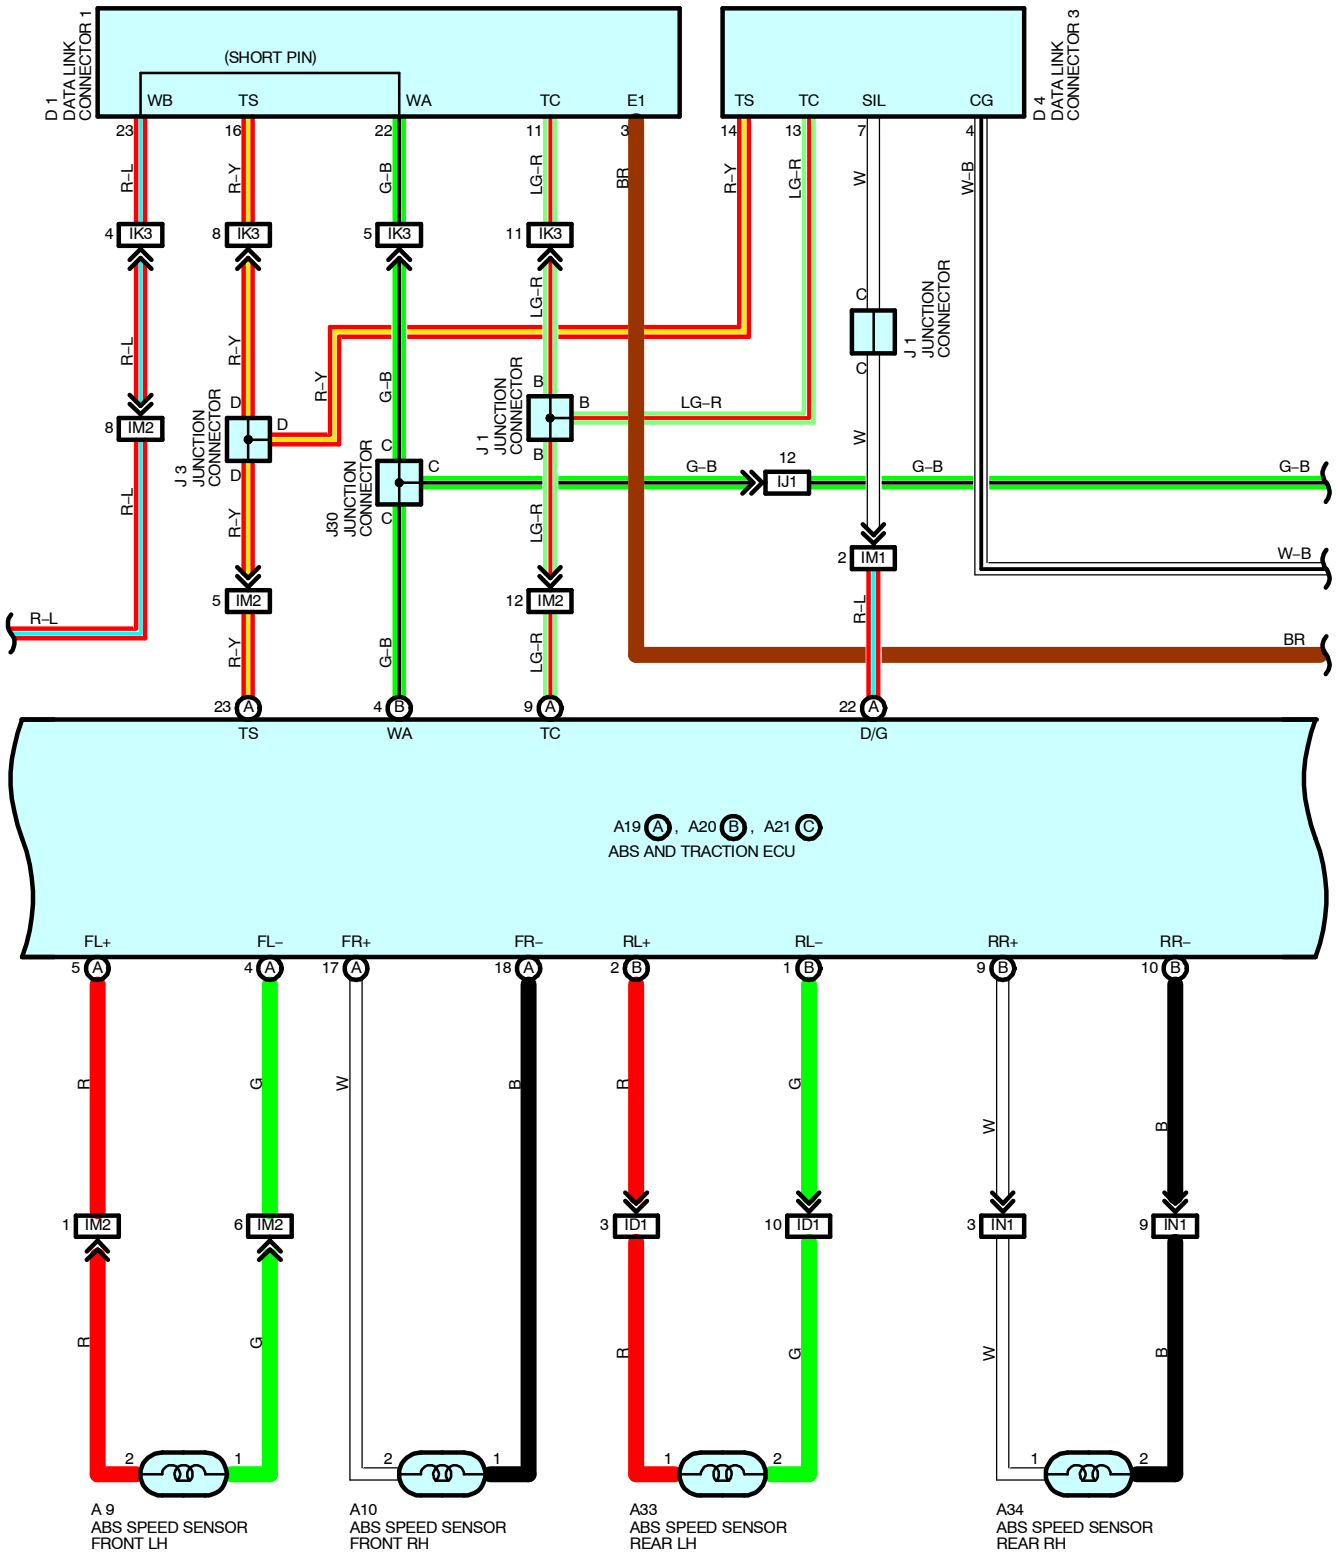 D 1
DATA LINK
CONNECTOR 1
(SHORT PIN)
WB
TS
WA
TC
E1
TS
TC
SIL
CG
D 4
DATA LINK
CONNECTOR 3
23
16
22
11
3
14
13
7
4
R–L
R–Y
G–B
LG–R
BR
R–Y
LG–R
W
W–B
4 IK3
8 IK3
5 IK3
11 IK3
R–L
R–Y
G–B
LG–R
R–Y
C
J 1
JUNCTION
CONNECTOR
C
W
8 IM2
D
D
D
J 3
JUNCTION
CONNECTOR
C
C
C
J30
JUNCTION
CONNECTOR
B
B
B
J 1
JUNCTION
CONNECTOR
LG–R
G–B
12
IJ1
G–B
G–B
R–L
R–Y
LG–R
2 IM1
W–B
5 IM2
12 IM2
R–L
R–L
R–Y
G–B
LG–R
BR
23 A
4 B
9 A
22 A
TS
WA
TC
D/G
A19 A , A20 B , A21 C
ABS AND TRACTION ECU
FL+
FL–
FR+
FR–
RL+
RL–
RR+
RR–
5 A
4 A
17 A
18 A
2 B
1 B
9 B
10 B
R
G
W
B
R
G
W
B
1 IM2
6 IM2
3 ID1
10 ID1
3 IN1
9 IN1
R
G
R
G
W
B
2
1
2
1
1
2
1
2
A 9
ABS SPEED SENSOR
FRONT LH
A10
ABS SPEED SENSOR
FRONT RH
A33
ABS SPEED SENSOR
REAR LH
A34
ABS SPEED SENSOR
REAR RH